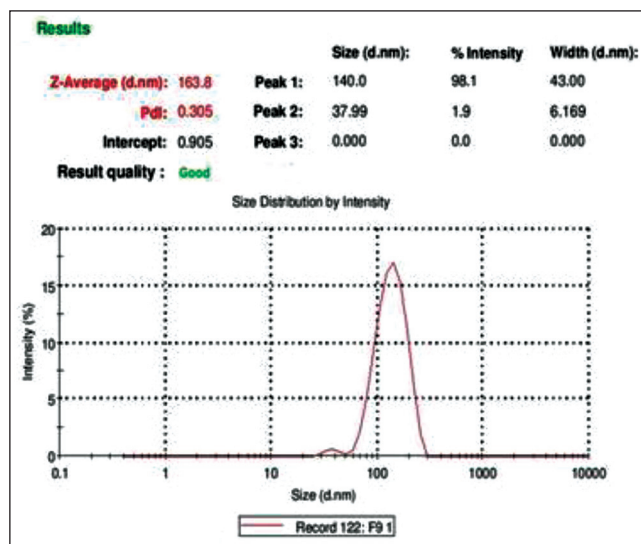 Results
Size (d.nm): % Intensity Width (d.nm):
Z-Average (d.nm): 163.8 Peak 1: 140.0 98.1 43.00
PdI: 0.305 Peak 2: 37.99 1.9 6.169
Intercept: 0.905 Peak 3: 0.000 0.0 0.000
Result quality : Good
Size Distribution by Intensity
20
15
10
5
0
Intensity (%)
0.1 1 10 100 1000 10000
Size (d.nm)
Record 122: F9 1